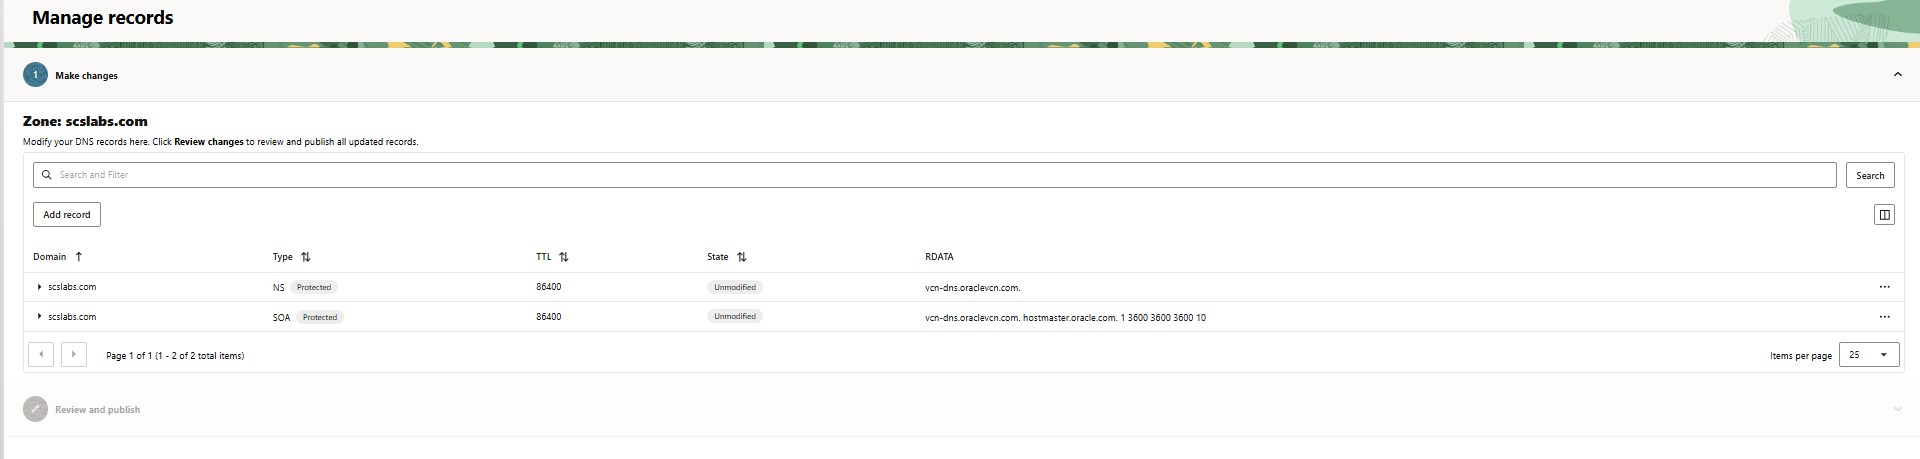 Manage records
1 Make changes
Zone: scslabs.com
Modify your DNS records here. Click Review changes to review and publish all updated records.
Search and Filter Search
Add record
Domain Type TTL State RDATA
scslabs.com NS Protected 86400 Unmodified vcn-dns.oraclevcn.com.
scslabs.com SOA Protected 86400 Unmodified vcn-dns.oraclevcn.com. hostmaster.oracle.com. 1 3600 3600 3600 10
Page 1 of 1 (1 - 2 of 2 total items) Items per page 25
Review and publish